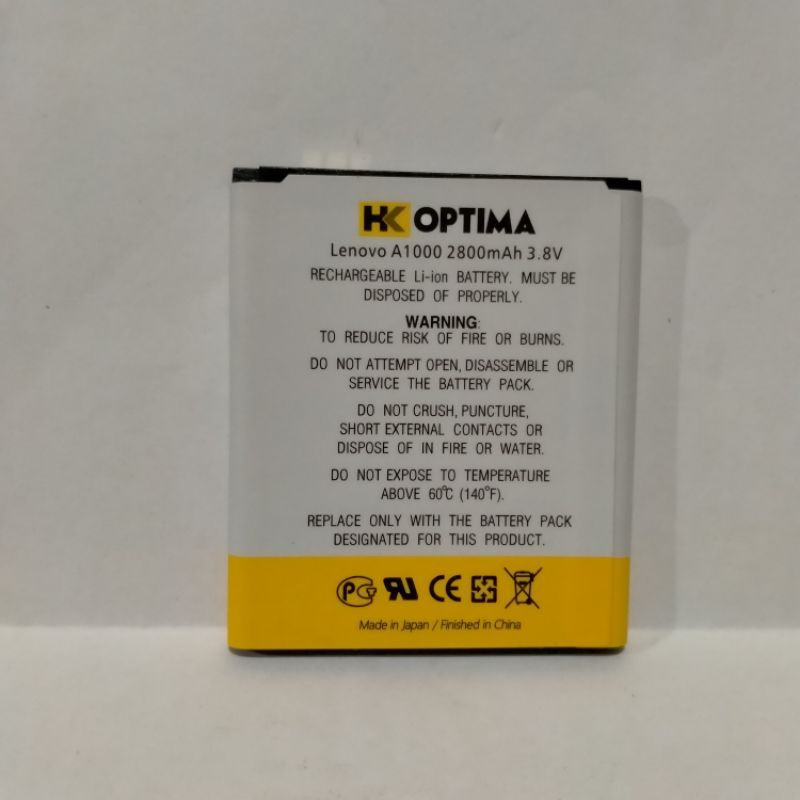 HK OPTIMA
Lenovo A1000 2800mAh 3.8V
RECHARGEABLE Li-ion BATTERY. MUST BE
DISPOSED OF PROPERLY.
WARNING:
TO REDUCE RISK OF FIRE OR BURNS.
DO NOT ATTEMPT OPEN, DISASSEMBLE OR
SERVICE THE BATTERY PACK.
DO NOT CRUSH, PUNCTURE,
SHORT EXTERNAL CONTACTS OR
DISPOSE OF IN FIRE OR WATER.
DO NOT EXPOSE TO TEMPERATURE
ABOVE 60℃ (140°F).
REPLACE ONLY WITH THE BATTERY PACK
DESIGNATED FOR THIS PRODUCT.
PG RU CE
Made in Japan / Finished in China